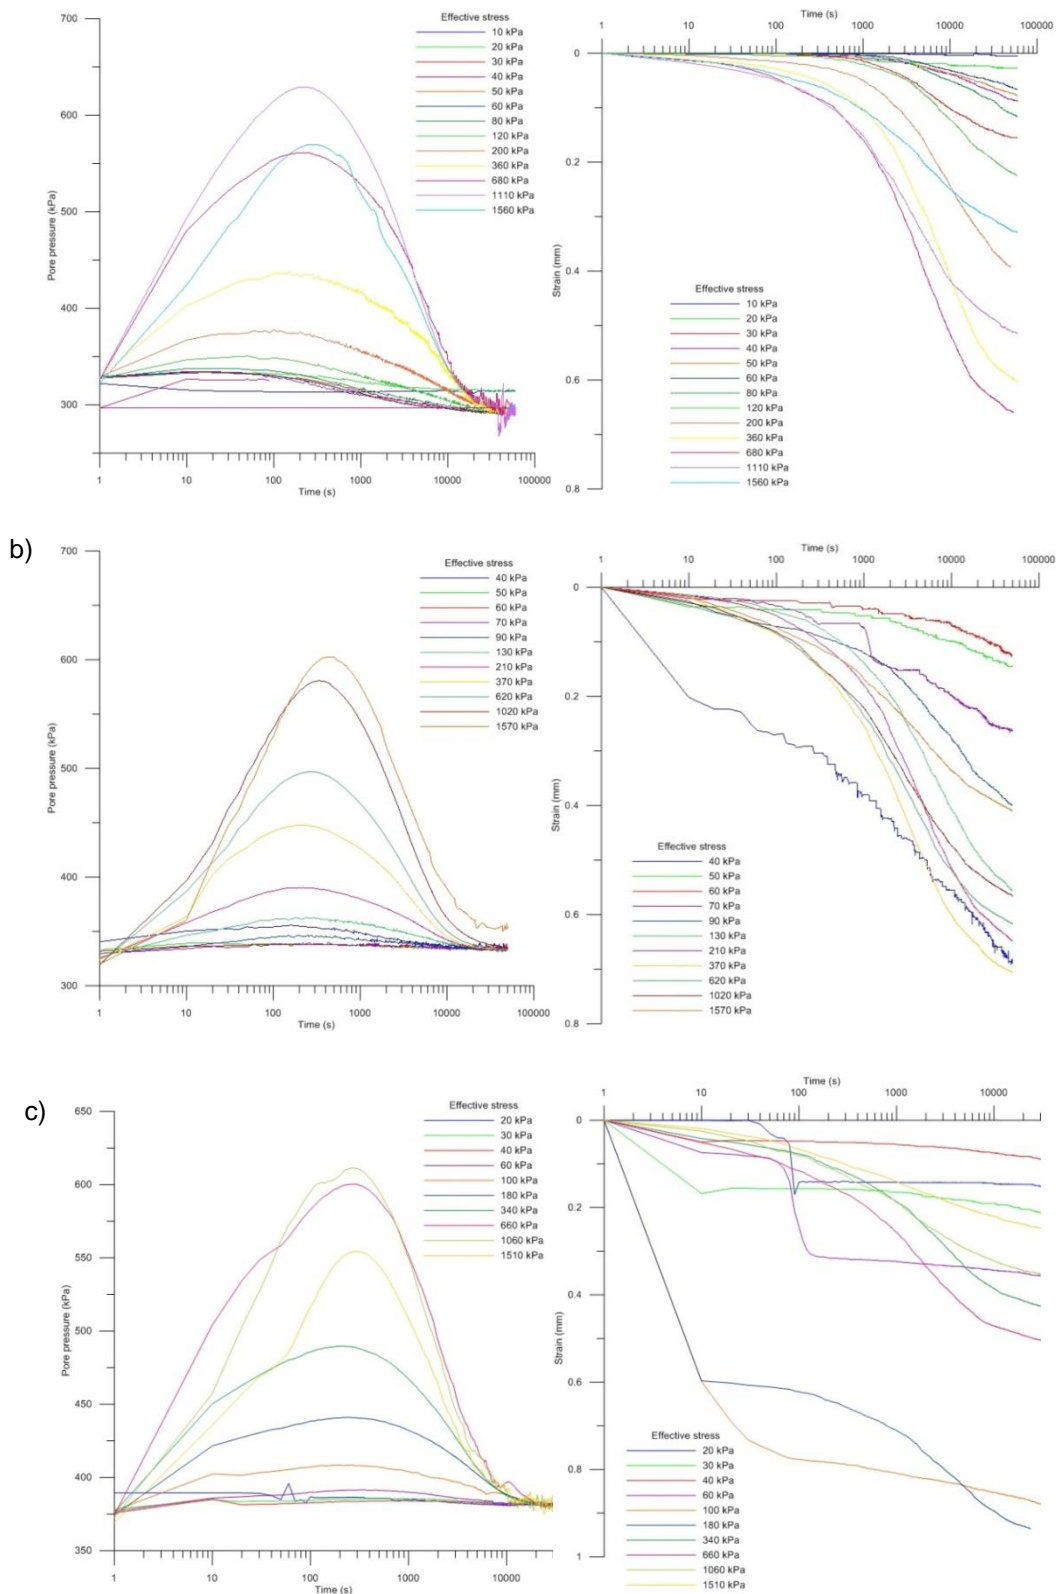 700
600
500
400
300
Pore pressure (kPa)
1
10
100
1000
10000
100000
Time (s)
Effective stress
10 kPa
20 kPa
30 kPa
40 kPa
50 kPa
60 kPa
80 kPa
120 kPa
200 kPa
360 kPa
680 kPa
1110 kPa
1560 kPa
Time (s)
1
10
100
1000
10000
100000
0
0.2
0.4
0.6
0.8
Strain (mm)
Effective stress
10 kPa
20 kPa
30 kPa
40 kPa
50 kPa
60 kPa
80 kPa
120 kPa
200 kPa
360 kPa
680 kPa
1110 kPa
1560 kPa
b)
700
600
500
400
300
Pore pressure (kPa)
1
10
100
1000
10000
100000
Time (s)
Effective stress
40 kPa
50 kPa
60 kPa
70 kPa
90 kPa
130 kPa
210 kPa
370 kPa
620 kPa
1020 kPa
1570 kPa
Time (s)
1
10
100
1000
10000
100000
0
0.2
0.4
0.6
0.8
Strain (mm)
Effective stress
40 kPa
50 kPa
60 kPa
70 kPa
90 kPa
130 kPa
210 kPa
370 kPa
620 kPa
1020 kPa
1570 kPa
c)
650
600
550
500
450
400
350
Pore pressure (kPa)
1
10
100
1000
10000
Time (s)
Effective stress
20 kPa
30 kPa
40 kPa
60 kPa
100 kPa
180 kPa
340 kPa
660 kPa
1060 kPa
1510 kPa
Time (s)
1
10
100
1000
10000
0
0.2
0.4
0.6
0.8
1
Strain (mm)
Effective stress
20 kPa
30 kPa
40 kPa
60 kPa
100 kPa
180 kPa
340 kPa
660 kPa
1060 kPa
1510 kPa